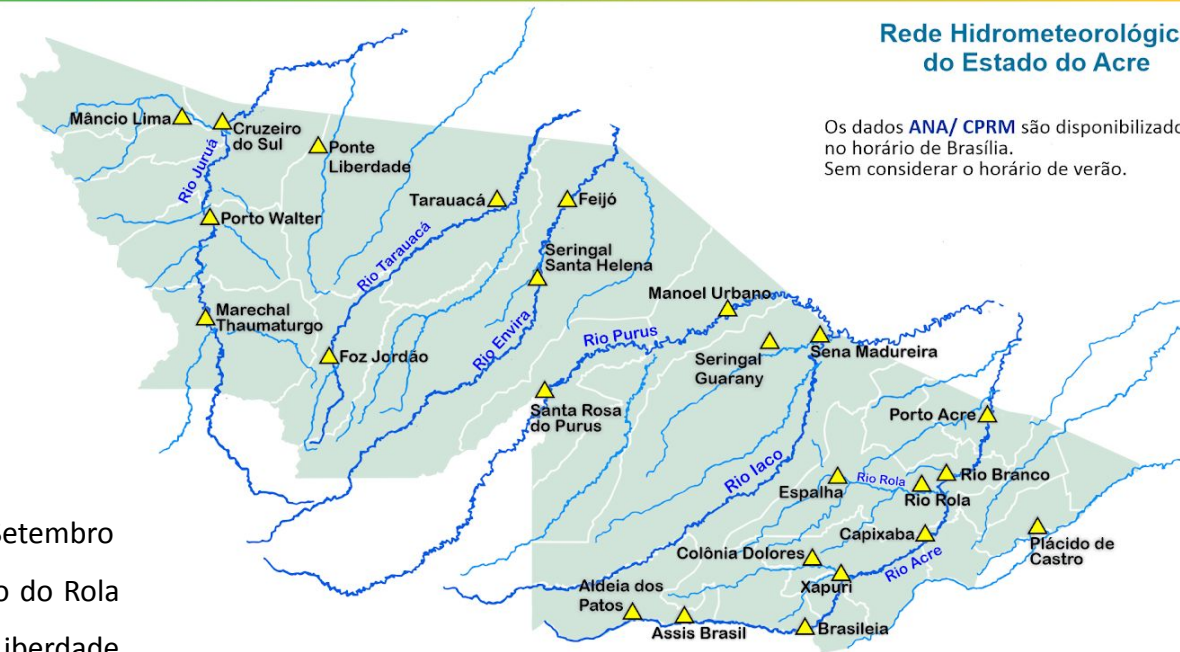 Rede Hidrometeorológic
do Estado do Acre
Os dados ANA/ CPRM são disponibilizado
no horário de Brasília.
Sem considerar o horário de verão.
Mâncio Lima
Cruzeiro
do Sul
Ponte
Liberdade
Rio Juruá
Porto Walter
Tarauacá
Feijó
Rio Tarauacá
Seringal
Santa Helena
Marechal
Thaumaturgo
Foz Jordão
Rio Envira
Manoel Urbano
Rio Purus
Seringal
Guarany
Sena Madureira
Santa Rosa
do Purus
Porto Acre
Rio Iaco
Espalha
Rio Rola
Rio Rola
Rio Branco
Capixaba
Plácido de
Castro
Colônia Dolores
Xapuri
Rio Acre
Aldeia dos
Patos
Assis Brasil
Brasileia
Setembro
o do Rola
Liberdade